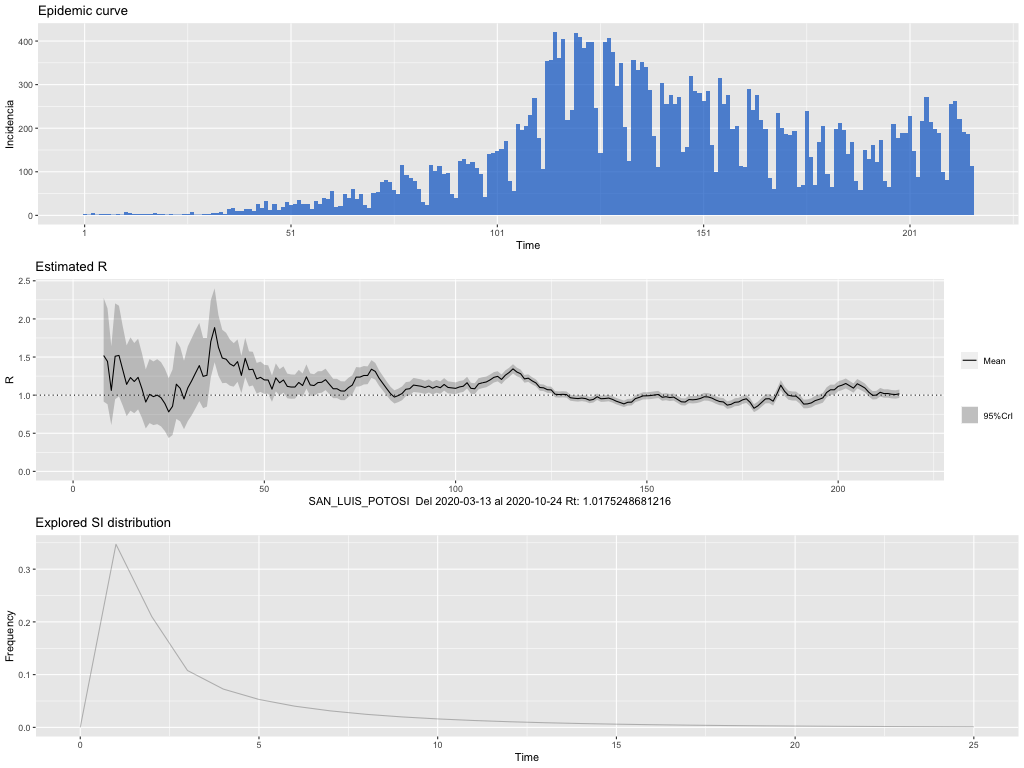 Epidemic curve
400
300
200
100
0
Incidencia
1 51 101 151 201
Time
Estimated R
2.5
2.0
1.5
1.0
0.5
0.0
R
Mean
95%CrI
0 50 100 150 200
SAN_LUIS_POTOSI Del 2020-03-13 al 2020-10-24 Rt: 1.0175248681216
Explored SI distribution
0.3
0.2
0.1
0.0
Frequency
0 5 10 15 20 25
Time